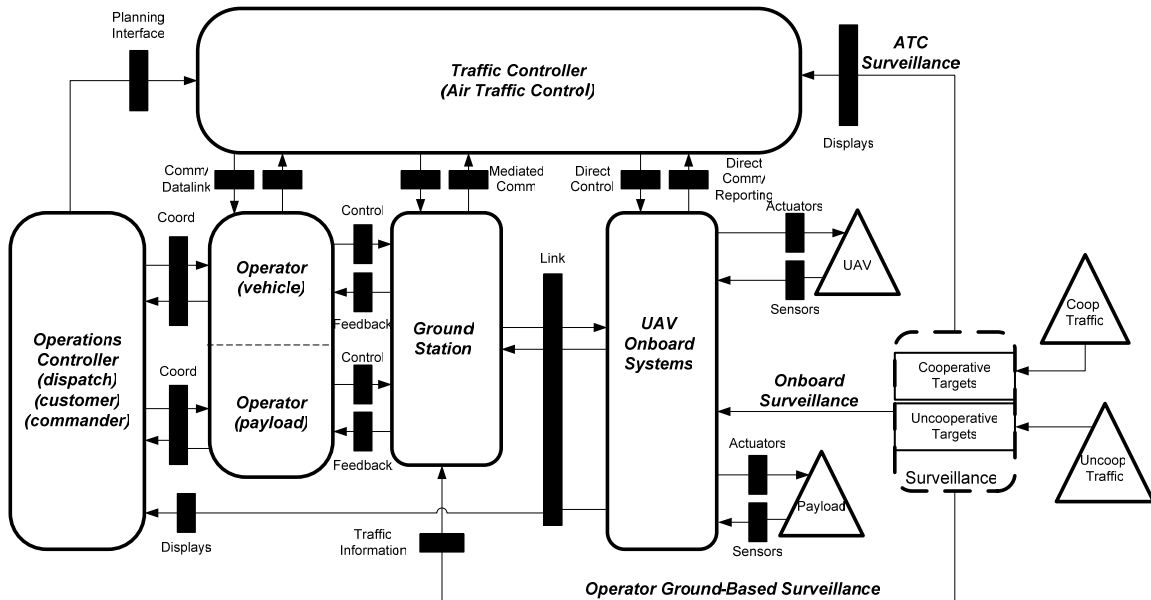 Planning
Interface
ATC
Surveillance
Traffic Controller
(Air Traffic Control)
Displays
Comm/
Datalink
Mediated
Comm
Direct
Control
Direct
Comm/
Reporting
Coord
Control
Actuators
Link
UAV
Operator
(vehicle)
Sensors
Feedback
Coop
Traffic
Ground
Station
UAV
Onboard
Systems
Operations
Controller
(dispatch)
(customer)
(commander)
Coord
Control
Cooperative
Targets
Onboard
Surveillance
Operator
(payload)
Uncooperative
Targets
Actuators
Feedback
Uncoop
Traffic
Surveillance
Payload
Displays
Traffic
Information
Sensors
Operator Ground-Based Surveillance